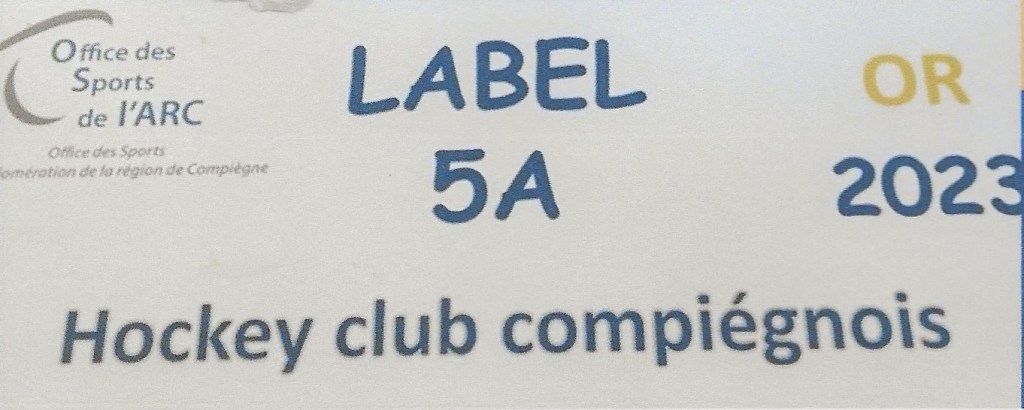 Office des
Sports
de l'ARC
Office des Sports
de la région de Compiègne
LABEL
5A
OR
2023
Hockey club compiégnois